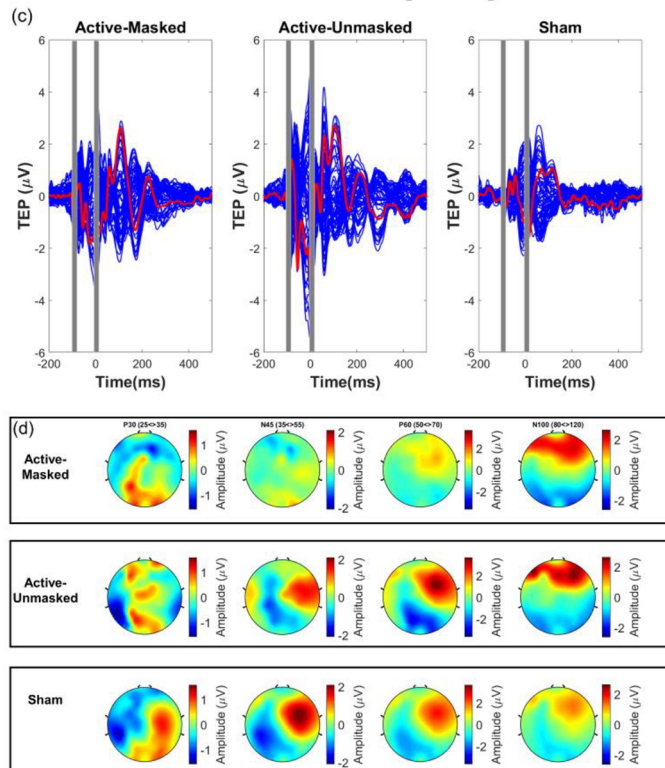 (c)
Active-Masked
Active-Unmasked
Sham
TEP (μV)
6
4
2
0
-2
-4
-6
-200
0
200
400
Time(ms)
TEP (μV)
6
4
2
0
-2
-4
-6
-200
0
200
400
Time(ms)
TEP (μV)
6
4
2
0
-2
-4
-6
-200
0
200
400
Time(ms)
(d)
P30 (25<>35)
N45 (35<>55)
P60 (50<>70)
N100 (80<>120)
Active-
Masked
1
0
-1
Amplitude (μV)
2
0
-2
Amplitude (μV)
2
0
-2
Amplitude (μV)
2
0
-2
Amplitude (μV)
Active-
Unmasked
1
0
-1
Amplitude (μV)
2
0
-2
Amplitude (μV)
2
0
-2
Amplitude (μV)
2
0
-2
Amplitude (μV)
Sham
1
0
-1
Amplitude (μV)
2
0
-2
Amplitude (μV)
2
0
-2
Amplitude (μV)
2
0
-2
Amplitude (μV)